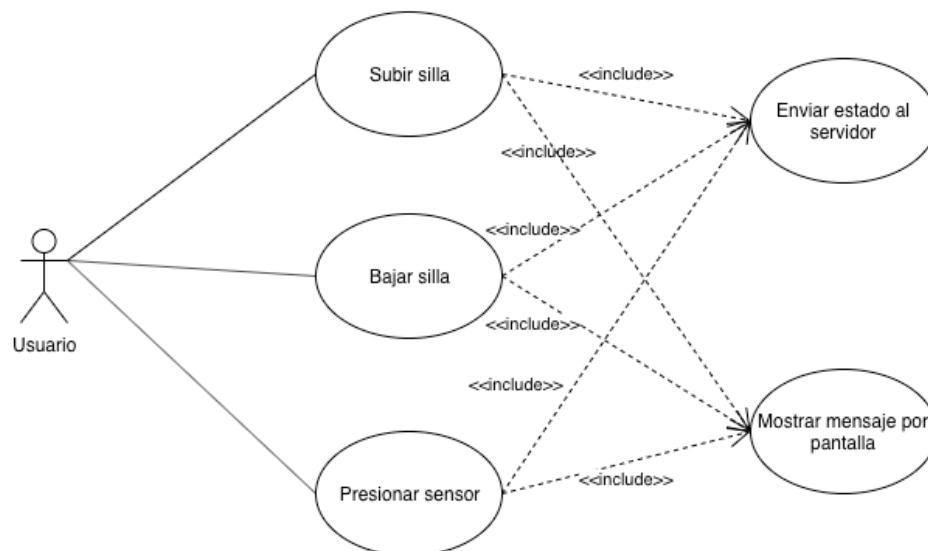 Subir silla
<<include>>
Enviar estado al
servidor
<<include>>
<<include>>
Bajar silla
Usuario
<<include>>
<<include>>
Mostrar mensaje por
pantalla
Presionar sensor
<<include>>